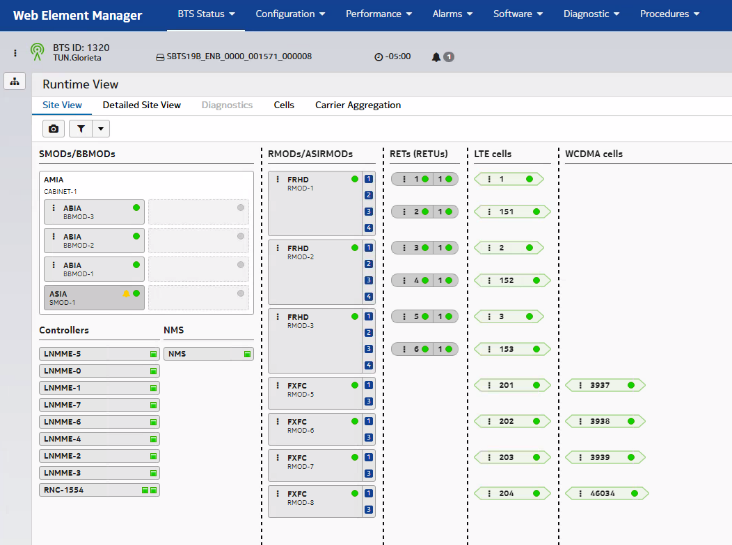 Web Element Manager
BTS Status
Configuration
Performance
Alarms
Software
Diagnostic
Procedures
BTS ID: 1320
TUN.Glorieta
SBTS19B_ENB_0000_001571_000008
-05:00
1
Runtime View
Site View
Detailed Site View
Diagnostics
Cells
Carrier Aggregation
SMODs/BBMODs
AMIA
CABINET-1
ABIA
BBMOD-3
ABIA
BBMOD-2
ABIA
BBMOD-1
ASIA
SMOD-1
Controllers
LNMME-5
LNMME-0
LNMME-1
LNMME-7
LNMME-6
LNMME-4
LNMME-2
LNMME-3
RNC-1554
NMS
NMS
RMODs/ASIRMODs
FRHD
RMOD-1
1
2
3
4
FRHD
RMOD-2
1
2
3
4
FRHD
RMOD-3
1
2
3
4
FXFC
RMOD-5
1
3
FXFC
RMOD-6
1
3
FXFC
RMOD-7
1
3
FXFC
RMOD-8
1
3
RETs (RETUs)
1 1
2 1
3 1
4 1
5 1
6 1
LTE cells
1
151
2
152
3
153
201
202
203
204
WCDMA cells
3937
3938
3939
46034